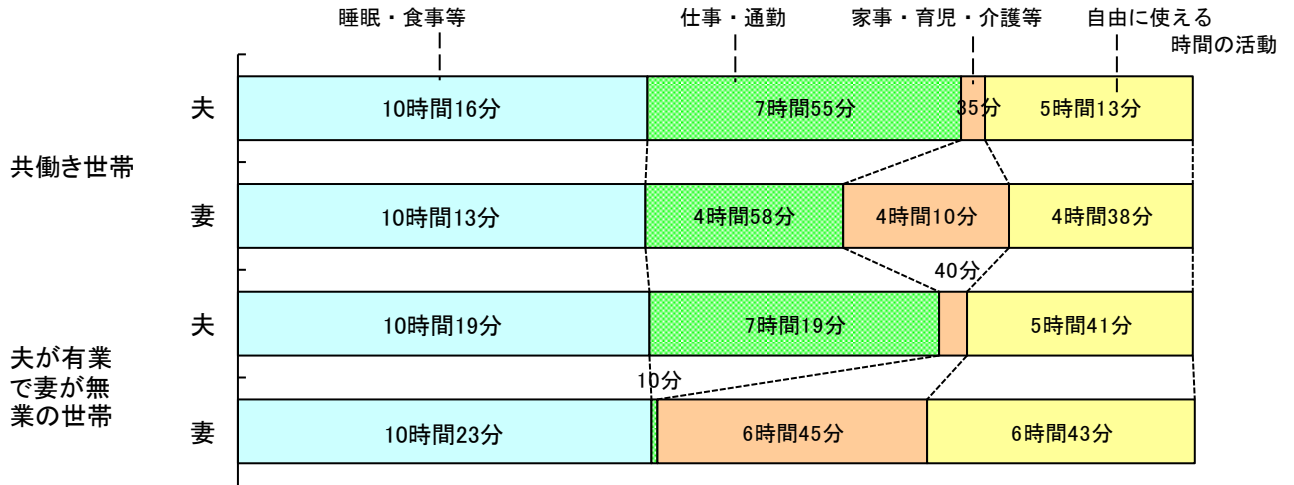 睡眠・食事等
仕事・通勤
家事・育児・介護等
自由に使える
時間の活動
共働き世帯
夫
10時間16分
7時間55分
35分
5時間13分
妻
10時間13分
4時間58分
4時間10分
4時間38分
夫が有業
で妻が無
業の世帯
夫
10時間19分
7時間19分
40分
5時間41分
妻
10時間23分
10分
6時間45分
6時間43分